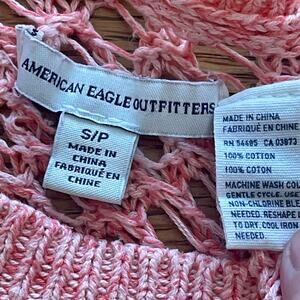 AMERICAN EAGLE OUTFITTERS
S/P
MADE IN
CHINA
FABRIQUÉ EN
CHINE
MADE IN CHINA
FABRIQUÉ EN CHINE
RN 54485 CA 03973
100% COTTON
100% COTON
MACHINE WASH COL
GENTLE CYCLE. US
NON-CHLORINE BLE
NEEDED. RESHAPE
TO DRY. COOL IRON
NEEDED.